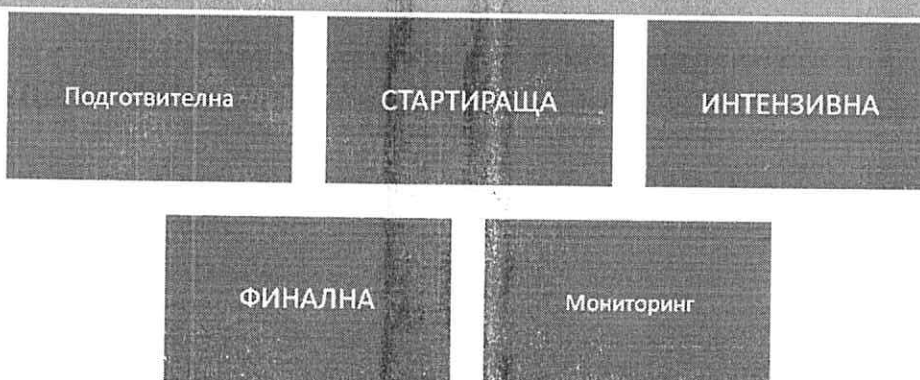 Подготвителна
СТАРТИРАЩА
ИНТЕНЗИВНА
ФИНАЛНА
Мониторинг